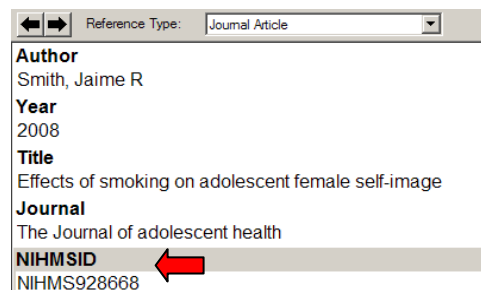 Reference Type: Journal Article
Author
Smith, Jaime R
Year
2008
Title
Effects of smoking on adolescent female self-image
Journal
The Journal of adolescent health
NIHMSID
NIHMS928668